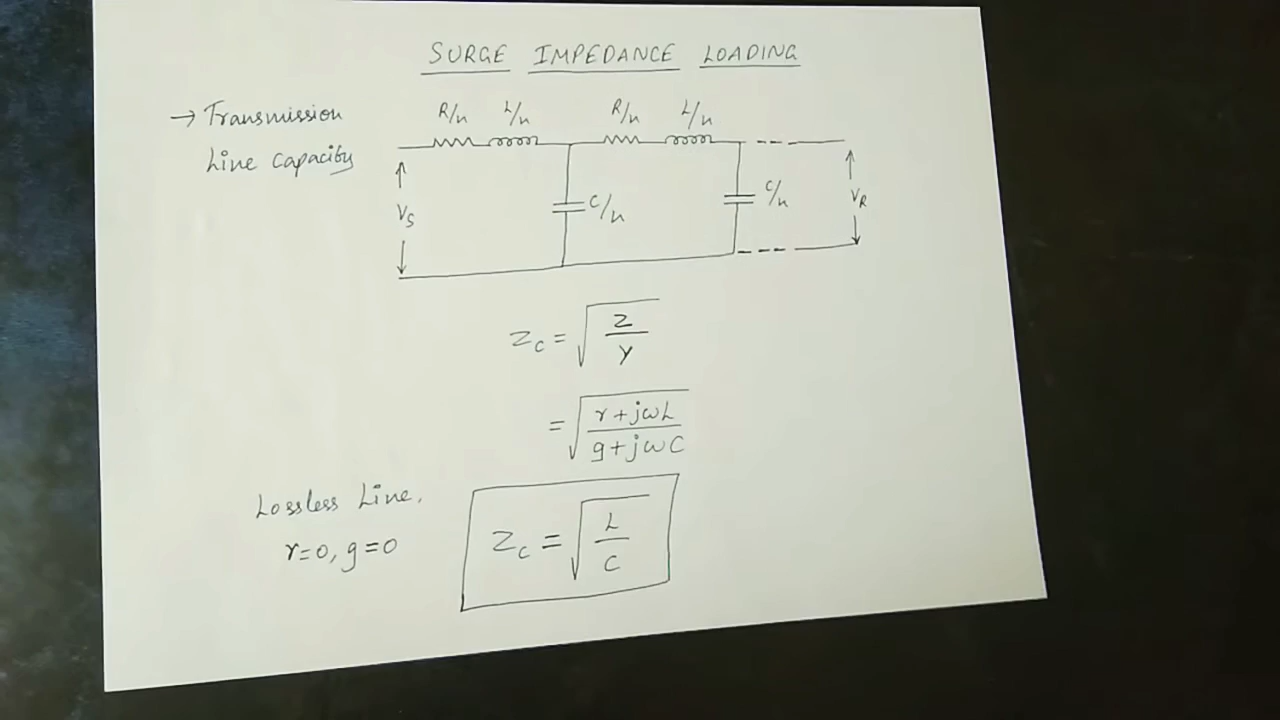 SURGE IMPEDANCE LOADING
→ Transmission
Line Capacity
R/n L/n R/n L/n
Vs C/n C/n VR
Zc = √(Z/Y)
= √((r+jωL)/(g+jωC))
Lossless Line,
r=0, g=0
Zc = √(L/C)